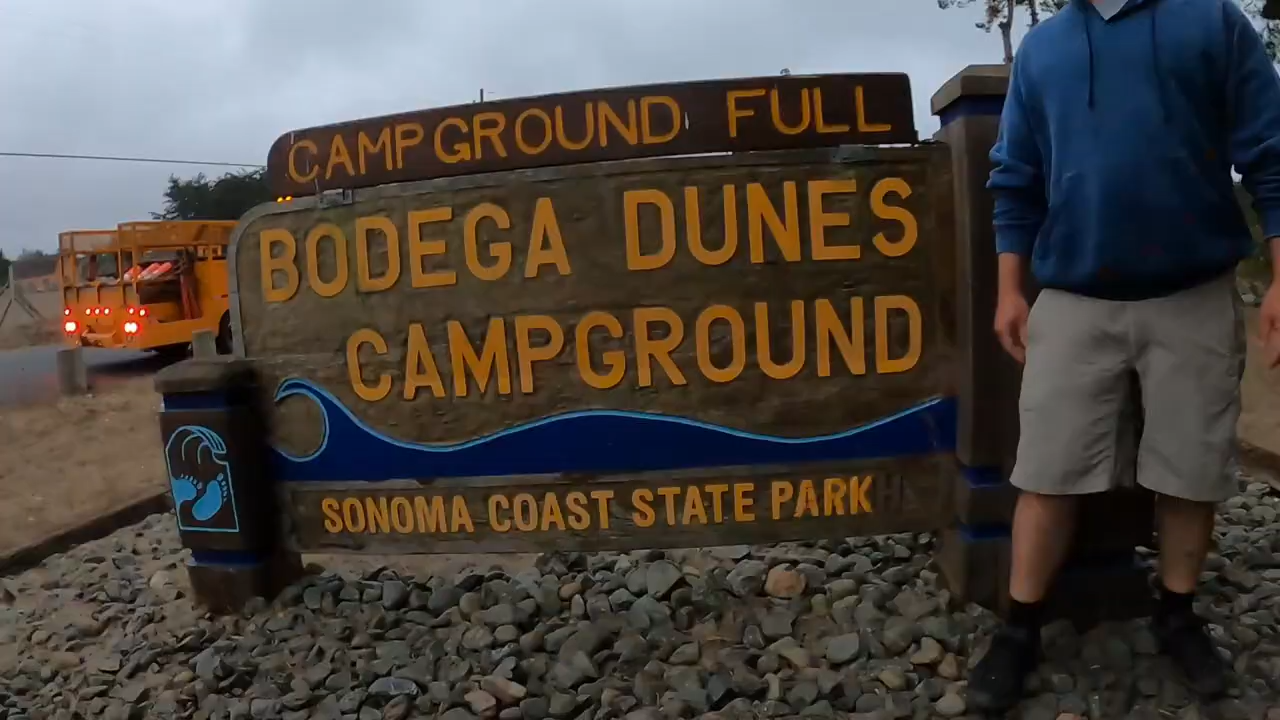 CAMPGROUND FULL
BODEGA DUNES
CAMPGROUND
SONOMA COAST STATE PARK